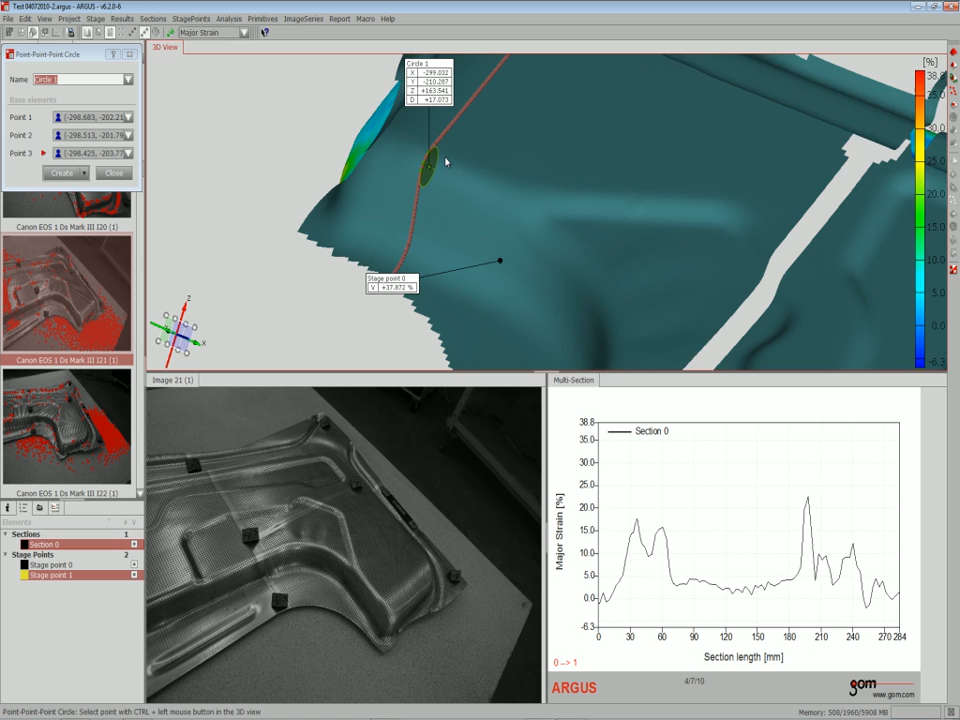 Test 04072010-2.argus - ARGUS - v6.2.0-6
File Edit View Project Stage Results Sections StagePoints Analysis Primitives ImageSeries Report Macro Help
Major Strain
Point-Point-Point Circle
Name Circle 1
Base elements
Point 1 (-298.683, -202.21
Point 2 (-298.513, -201.79
Point 3 (-298.425, -203.77
Create Close
Canon EOS 1 Ds Mark III I20 (1)
Canon EOS 1 Ds Mark III I21 (1)
Canon EOS 1 Ds Mark III I22 (1)
Elements # V
Sections 1
Section 0
Stage Points 2
Stage point 0
Stage point 1
3D View
Circle 1
X -299.032
Y -210.287
Z +163.541
D +17.073
Stage point 0
V +37.872 %
Z
X
[%]
38.8
30.0
25.0
20.0
15.0
10.0
5.0
0.0
-6.3
Image 21 (1)
Multi-Section
38.8
35.0
30.0
25.0
20.0
15.0
10.0
5.0
0.0
-6.3
Section 0
Major Strain [%]
0 30 60 90 120 150 180 210 240 270 284
Section length [mm]
0 --> 1
ARGUS
4/7/10
gom
www.gom.com
Point-Point-Point Circle: Select point with CTRL + left mouse button in the 3D view
Memory: 508/1960/5908 MB